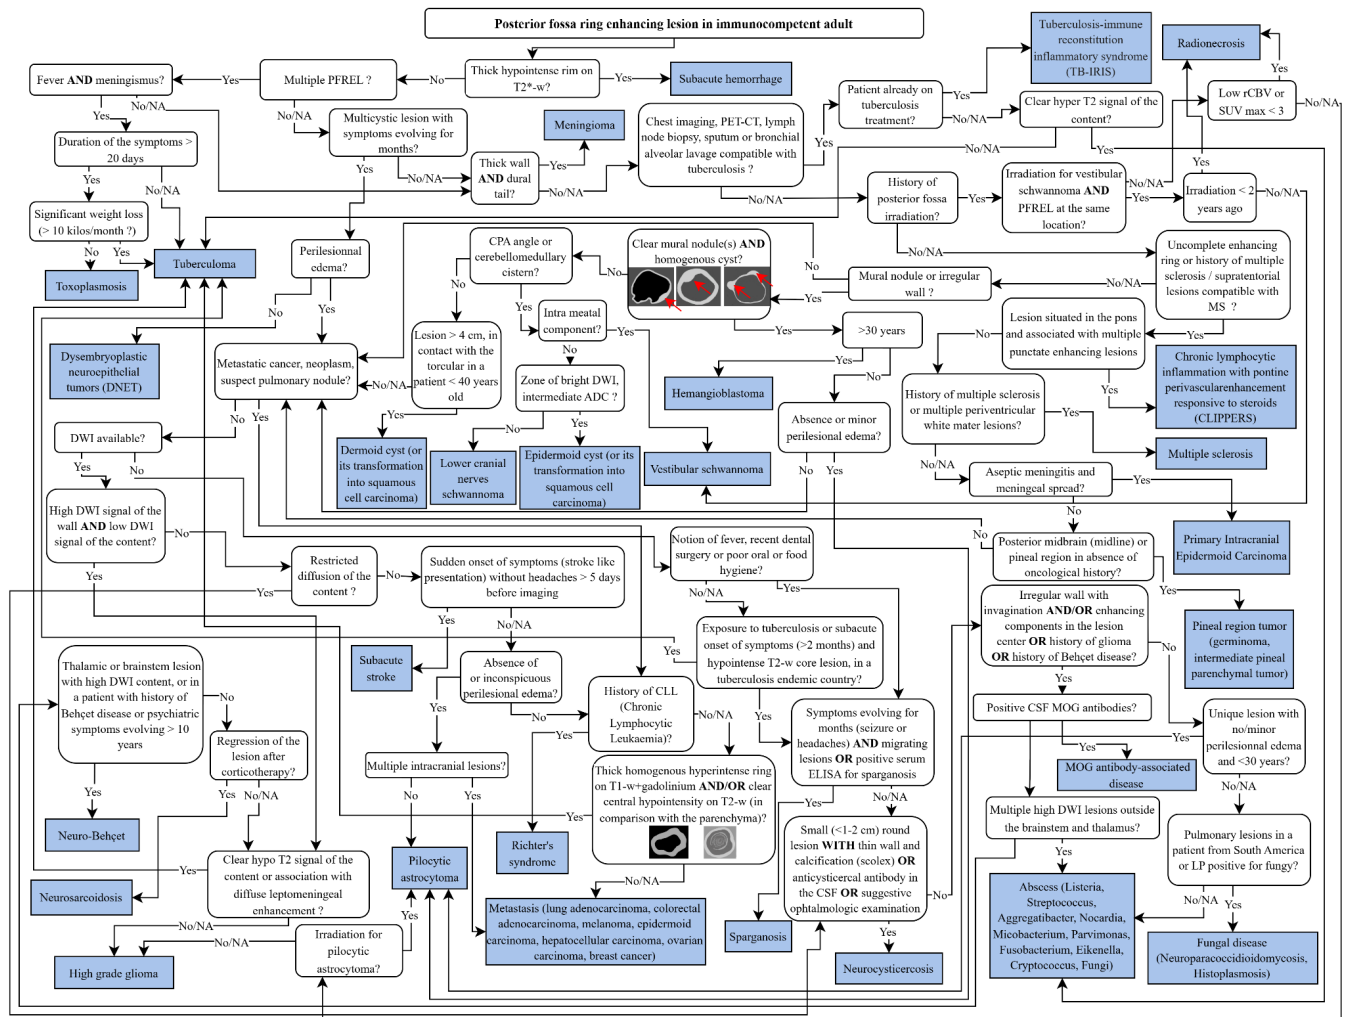 Posterior fossa ring enhancing lesion in immunocompetent adult
Tuberculosis-immune
reconstitution
inflammatory syndrome
(TB-IRIS)
Radionecrosis
Fever AND meningismus?
Yes
Multiple PFREL ?
No
Thick hypointense rim on
T2*-w?
Yes
Subacute hemorrhage
Patient already on
tuberculosis
treatment?
Yes
No/NA
Clear hyper T2 signal of the
content?
Yes
Low rCBV or
SUV max < 3
No/NA
No/NA
Yes
No/NA
Multicystic lesion with
symptoms evolving for
months?
Meningioma
Chest imaging, PET-CT, lymph
node biopsy, sputum or bronchial
alveolar lavage compatible with
tuberculosis ?
Yes
No/NA
Yes
Duration of the symptoms >
20 days
Yes
No/NA
Yes
No/NA
Thick wall
AND dural
tail?
Yes
No/NA
No/NA
History of
posterior fossa
irradiation?
Yes
Irradiation for vestibular
schwannoma AND
PFREL at the same
location?
No/NA
Yes
Yes
Irradiation < 2
years ago
No/NA
Significant weight loss
(> 10 kilos/month ?)
No
Yes
Tuberculoma
Toxoplasmosis
Perilesionnal
edema?
No
Yes
CPA angle or
cerebellomedullary
cistern?
No
Yes
No
Clear mural nodule(s) AND
homogenous cyst?
Yes
No
Yes
Mural nodule or irregular
wall ?
No
No/NA
Uncomplete enhancing
ring or history of multiple
sclerosis / supratentorial
lesions compatible with
MS ?
Yes
Intra meatal
component?
Yes
No
>30 years
Yes
No
Lesion situated in the pons
and associated with multiple
punctate enhancing lesions
No
Yes
Dysembryoplastic
neuroepithelial
tumors (DNET)
Metastatic cancer, neoplasm,
suspect pulmonary nodule?
No
Yes
Lesion > 4 cm, in
contact with the
torcular in a
patient < 40 years
old
No/NA
Yes
Zone of bright DWI,
intermediate ADC ?
No
Yes
Hemangioblastoma
Absence or minor
perilesional edema?
No
Yes
History of multiple sclerosis
or multiple periventricular
white mater lesions?
Yes
No/NA
Chronic lymphocytic
inflammation with pontine
perivascularenhancement
responsive to steroids
(CLIPPERS)
DWI available?
Yes
No
Dermoid cyst (or
its transformation
into squamous
cell carcinoma)
Lower cranial
nerves
schwannoma
Epidermoid cyst (or its
transformation into
squamous cell
carcinoma)
Vestibular schwannoma
Multiple sclerosis
Aseptic meningitis and
meningeal spread?
Yes
No
High DWI signal of the
wall AND low DWI
signal of the content?
No
Yes
Restricted
diffusion of the
content ?
Yes
No
Sudden onset of symptoms (stroke like
presentation) without headaches > 5 days
before imaging
Yes
No/NA
Notion of fever, recent dental
surgery or poor oral or food
hygiene?
No/NA
Yes
No
Posterior midbrain (midline) or
pineal region in absence of
oncological history?
Yes
Primary Intracranial
Epidermoid Carcinoma
Thalamic or brainstem lesion
with high DWI content, or in
a patient with history of
Behçet disease or psychiatric
symptoms evolving > 10
years
No
Yes
Subacute
stroke
Absence of
or inconspicuous
perilesional edema?
Yes
No
Exposure to tuberculosis or subacute
onset of symptoms (>2 months) and
hypointense T2-w core lesion, in a
tuberculosis endemic country?
Yes
Yes
No
Irregular wall with
invagination AND/OR enhancing
components in the lesion
center OR history of glioma
OR history of Behçet disease?
No
Yes
Pineal region tumor
(germinoma,
intermediate pineal
parenchymal tumor)
Regression of the
lesion after
corticotherapy?
Yes
No/NA
History of CLL
(Chronic
Lymphocytic
Leukaemia)?
Yes
No/NA
Symptoms evolving for
months (seizure or
headaches) AND migrating
lesions OR positive serum
ELISA for sparganosis
Yes
No/NA
Positive CSF MOG antibodies?
Yes
No/NA
MOG antibody-associated
disease
Yes
Unique lesion with
no/minor
perilesionnal edema
and <30 years?
No/NA
Multiple intracranial lesions?
No
Yes
Thick homogenous hyperintense ring
on T1-w+gadolinium AND/OR clear
central hypointensity on T2-w (in
comparison with the parenchyma)?
Yes
No/NA
Neuro-Behçet
Richter's
syndrome
Small (<1-2 cm) round
lesion WITH thin wall and
calcification (scolex) OR
anticysticercal antibody in
the CSF OR suggestive
ophtalmologic examination
No
Yes
Multiple high DWI lesions outside
the brainstem and thalamus?
Yes
Pulmonary lesions in a
patient from South America
or LP positive for fungy?
No/NA
Yes
Clear hypo T2 signal of the
content or association with
diffuse leptomeningeal
enhancement ?
Yes
No/NA
Pilocytic
astrocytoma
Neurosarcoidosis
Irradiation for
pilocytic
astrocytoma?
Yes
No/NA
High grade glioma
Metastasis (lung adenocarcinoma, colorectal
adenocarcinoma, melanoma, epidermoid
carcinoma, hepatocellular carcinoma, ovarian
carcinoma, breast cancer)
Sparganosis
Neurocysticercosis
Abscess (Listeria,
Streptococcus,
Aggregatibacter, Nocardia,
Micobacterium, Parvimonas,
Fusobacterium, Eikenella,
Cryptococcus, Fungi)
Fungal disease
(Neuroparacoccidioidomycosis,
Histoplasmosis)